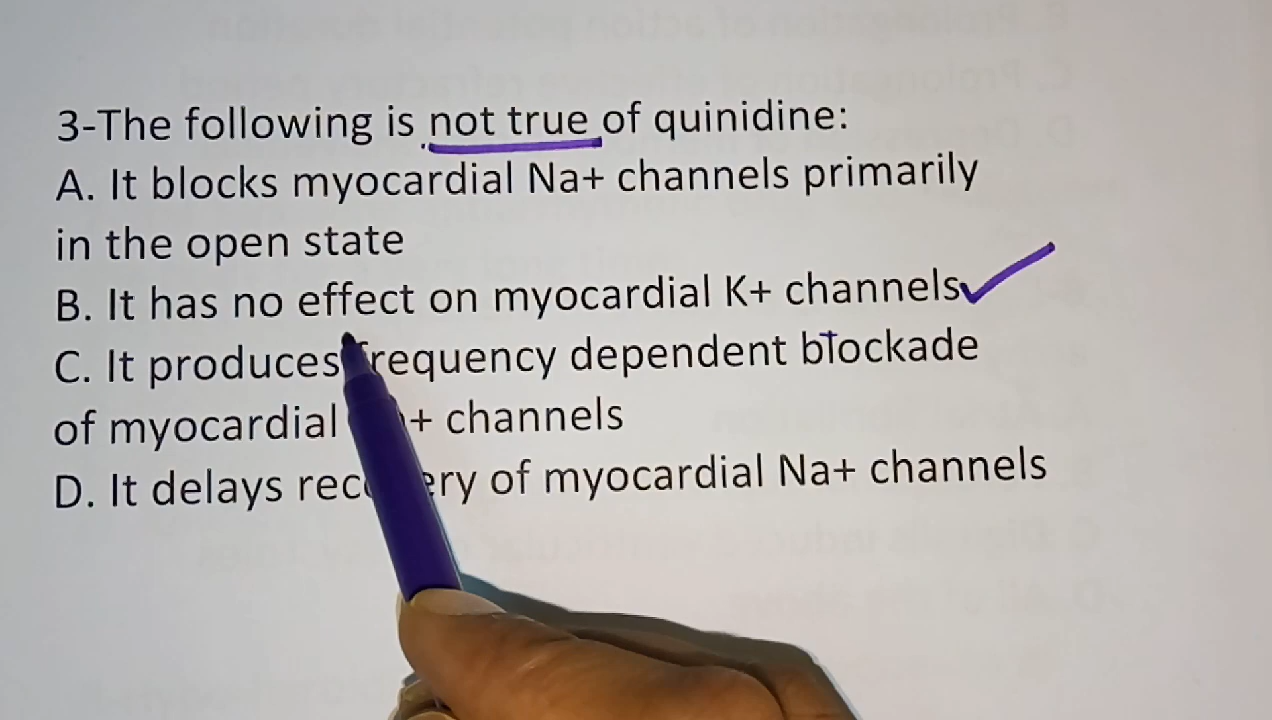 3-The following is not true of quinidine:
A. It blocks myocardial Na+ channels primarily
in the open state
B. It has no effect on myocardial K+ channels
C. It produces frequency dependent blockade
of myocardial + channels
D. It delays of myocardial Na+ channels